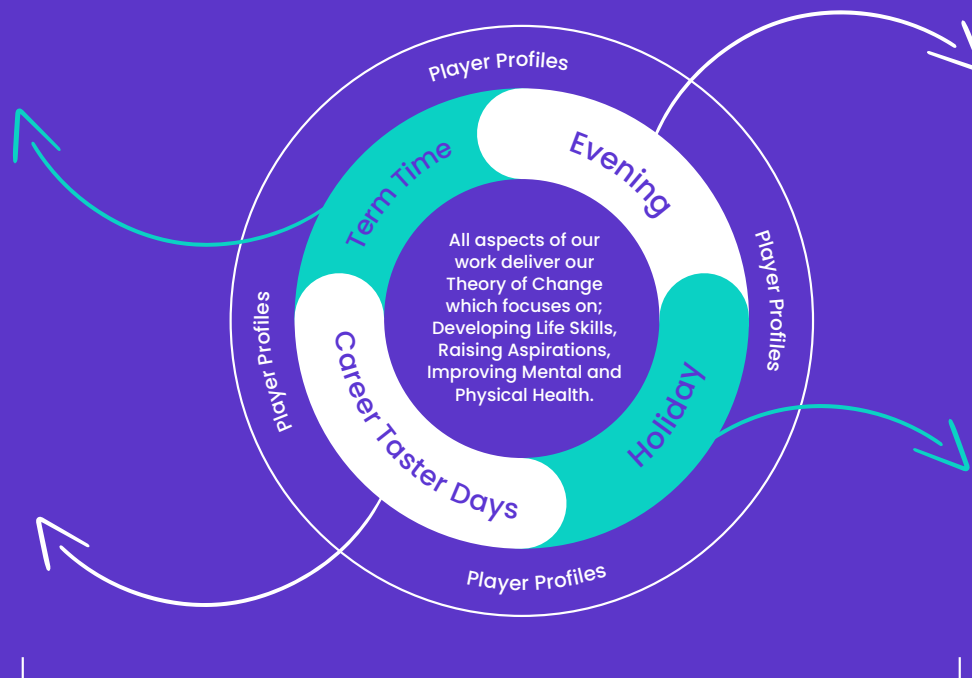 Player Profiles
Evening
Term Time
Player Profiles
All aspects of our
work deliver our
Theory of Change
which focuses on;
Developing Life Skills,
Raising Aspirations,
Improving Mental and
Physical Health.
Player Profiles
Career Taster Days
Holiday
Player Profiles